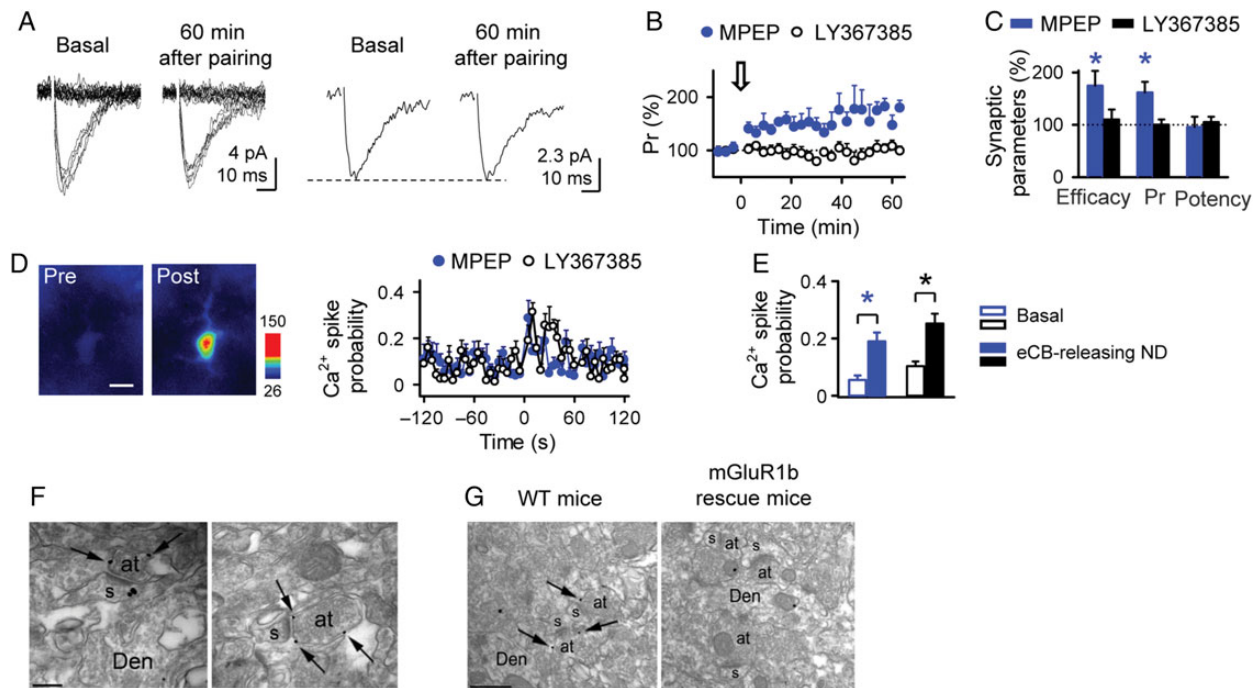 A
Basal
60 min
after pairing
4 pA
10 ms
Basal
60 min
after pairing
2.3 pA
10 ms
B
MPEP LY367385
Pr (%)
200
100
0 20 40 60
Time (min)
C
MPEP LY367385
Synaptic
parameters (%)
200
100
0
* *
Efficacy Pr Potency
D
Pre
Post
150
26
MPEP LY367385
Ca2+ spike
probability
0.4
0.2
0
–120 –60 0 60 120
Time (s)
E
Ca2+ spike
probability
0.4
0.2
0
* *
Basal
eCB-releasing ND
F
at
s
Den
at
s
G
WT mice
at
s
s
at
Den
mGluR1b
rescue mice
s at s
at
Den
at
s